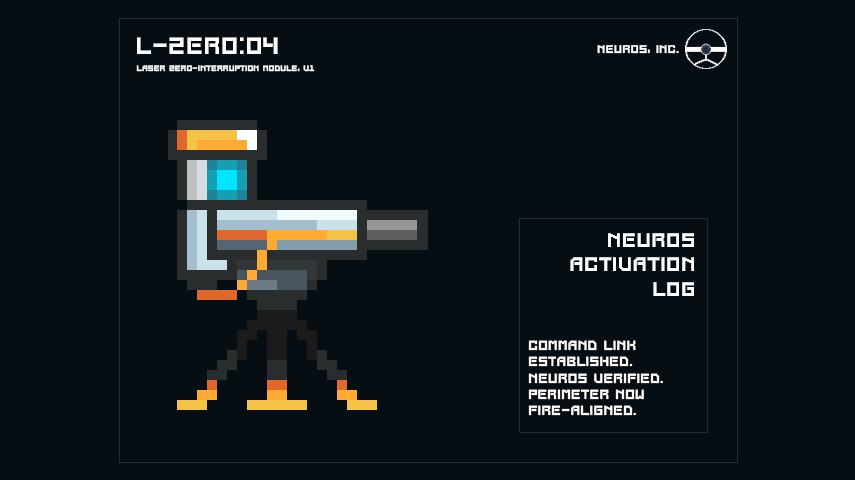 L-ZERO:04
LASER ZERO-INTERRUPTION MODULE. V1
NEUROS, INC.
NEUROS
ACTIVATION
LOG
COMMAND LINK
ESTABLISHED.
NEUROS VERIFIED.
PERIMETER NOW
FIRE-ALIGNED.